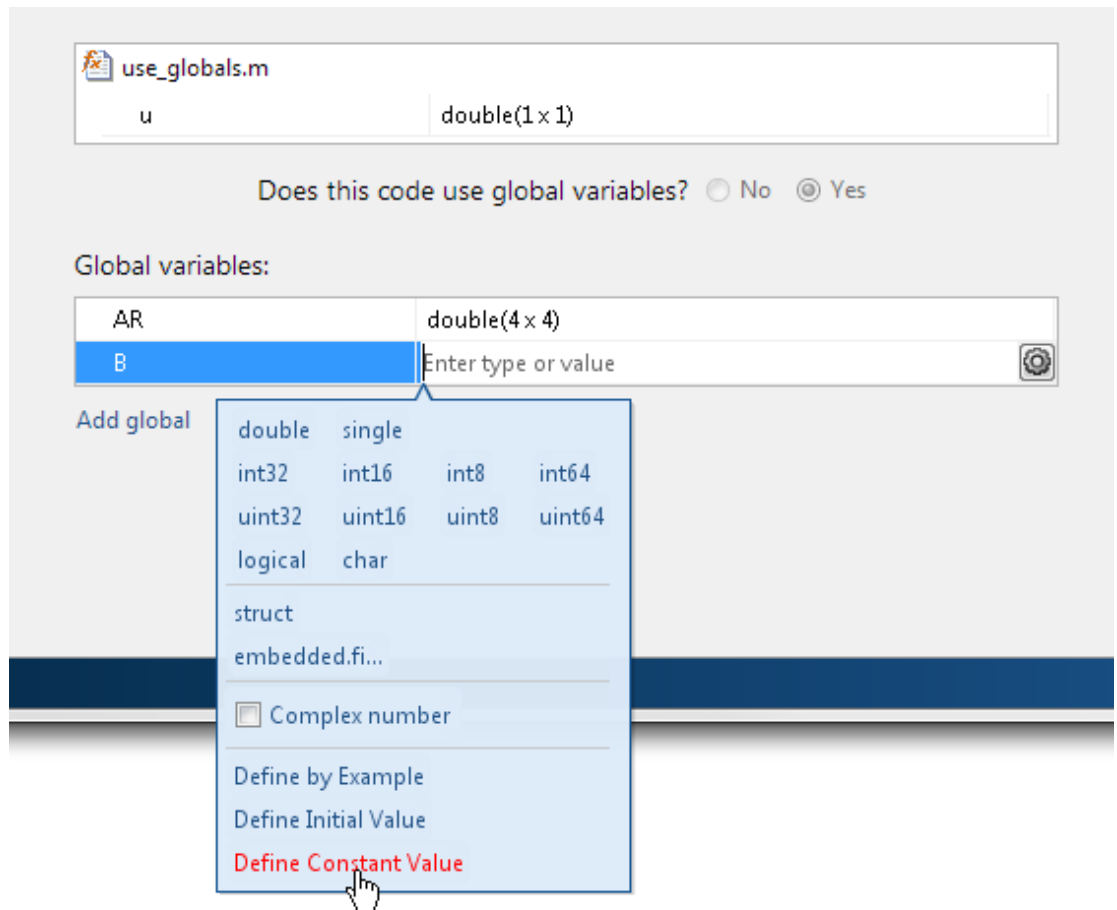 use_globals.m
u double(1 x 1)
Does this code use global variables? No Yes
Global variables:
AR double(4 x 4)
B Enter type or value
Add global
double single
int32 int16 int8 int64
uint32 uint16 uint8 uint64
logical char
struct
embedded.fi...
Complex number
Define by Example
Define Initial Value
Define Constant Value